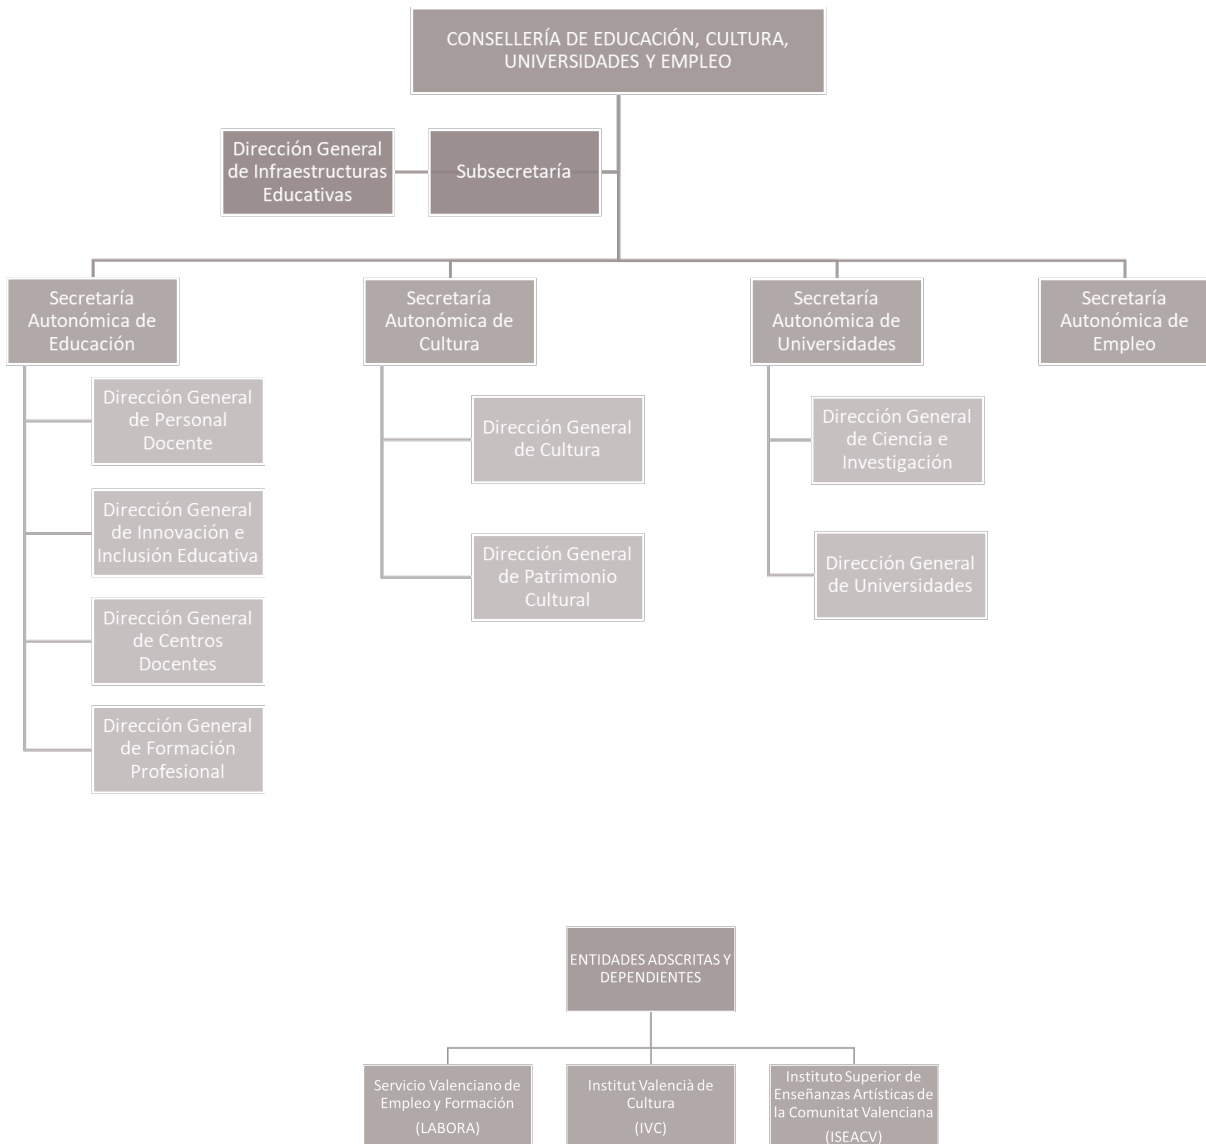 CONSELLERÍA DE EDUCACIÓN, CULTURA,
UNIVERSIDADES Y EMPLEO
Dirección General
de Infraestructuras
Educativas
Subsecretaría
Secretaría
Autonómica de
Educación
Secretaría
Autonómica de
Cultura
Secretaría
Autonómica de
Universidades
Secretaría
Autonómica de
Empleo
Dirección General
de Personal
Docente
Dirección General
de Innovación e
Inclusión Educativa
Dirección General
de Centros
Docentes
Dirección General
de Formación
Profesional
Dirección General
de Cultura
Dirección General
de Patrimonio
Cultural
Dirección General
de Ciencia e
Investigación
Dirección General
de Universidades
ENTIDADES ADSCRITAS Y
DEPENDIENTES
Servicio Valenciano de
Empleo y Formación
(LABORA)
Institut Valencià de
Cultura
(IVC)
Instituto Superior de
Enseñanzas Artísticas de
la Comunitat Valenciana
(ISEACV)